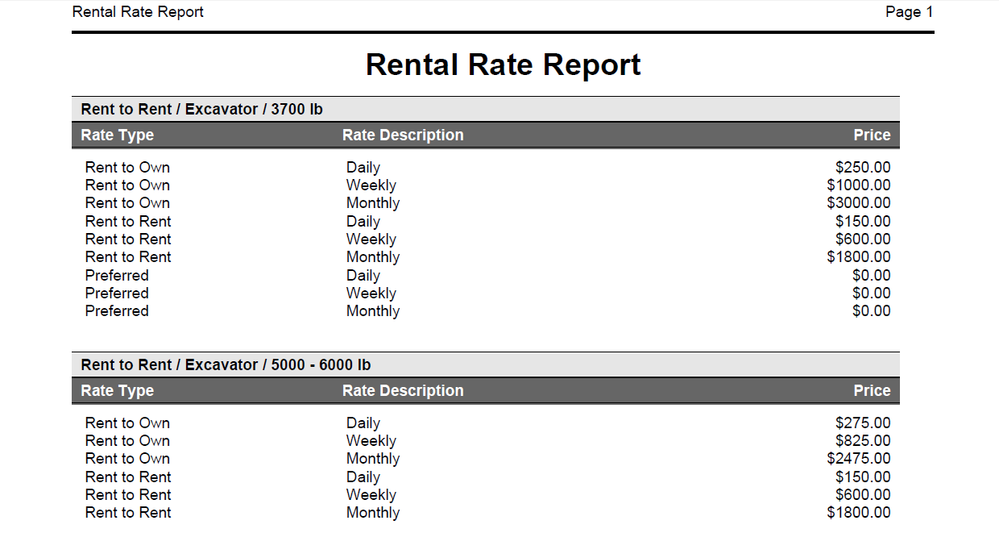 Rental Rate Report Page 1
Rental Rate Report
Rent to Rent / Excavator / 3700 lb
Rate Type Rate Description Price
Rent to Own Daily $250.00
Rent to Own Weekly $1000.00
Rent to Own Monthly $3000.00
Rent to Rent Daily $150.00
Rent to Rent Weekly $600.00
Rent to Rent Monthly $1800.00
Preferred Daily $0.00
Preferred Weekly $0.00
Preferred Monthly $0.00
Rent to Rent / Excavator / 5000 - 6000 lb
Rate Type Rate Description Price
Rent to Own Daily $275.00
Rent to Own Weekly $825.00
Rent to Own Monthly $2475.00
Rent to Rent Daily $150.00
Rent to Rent Weekly $600.00
Rent to Rent Monthly $1800.00